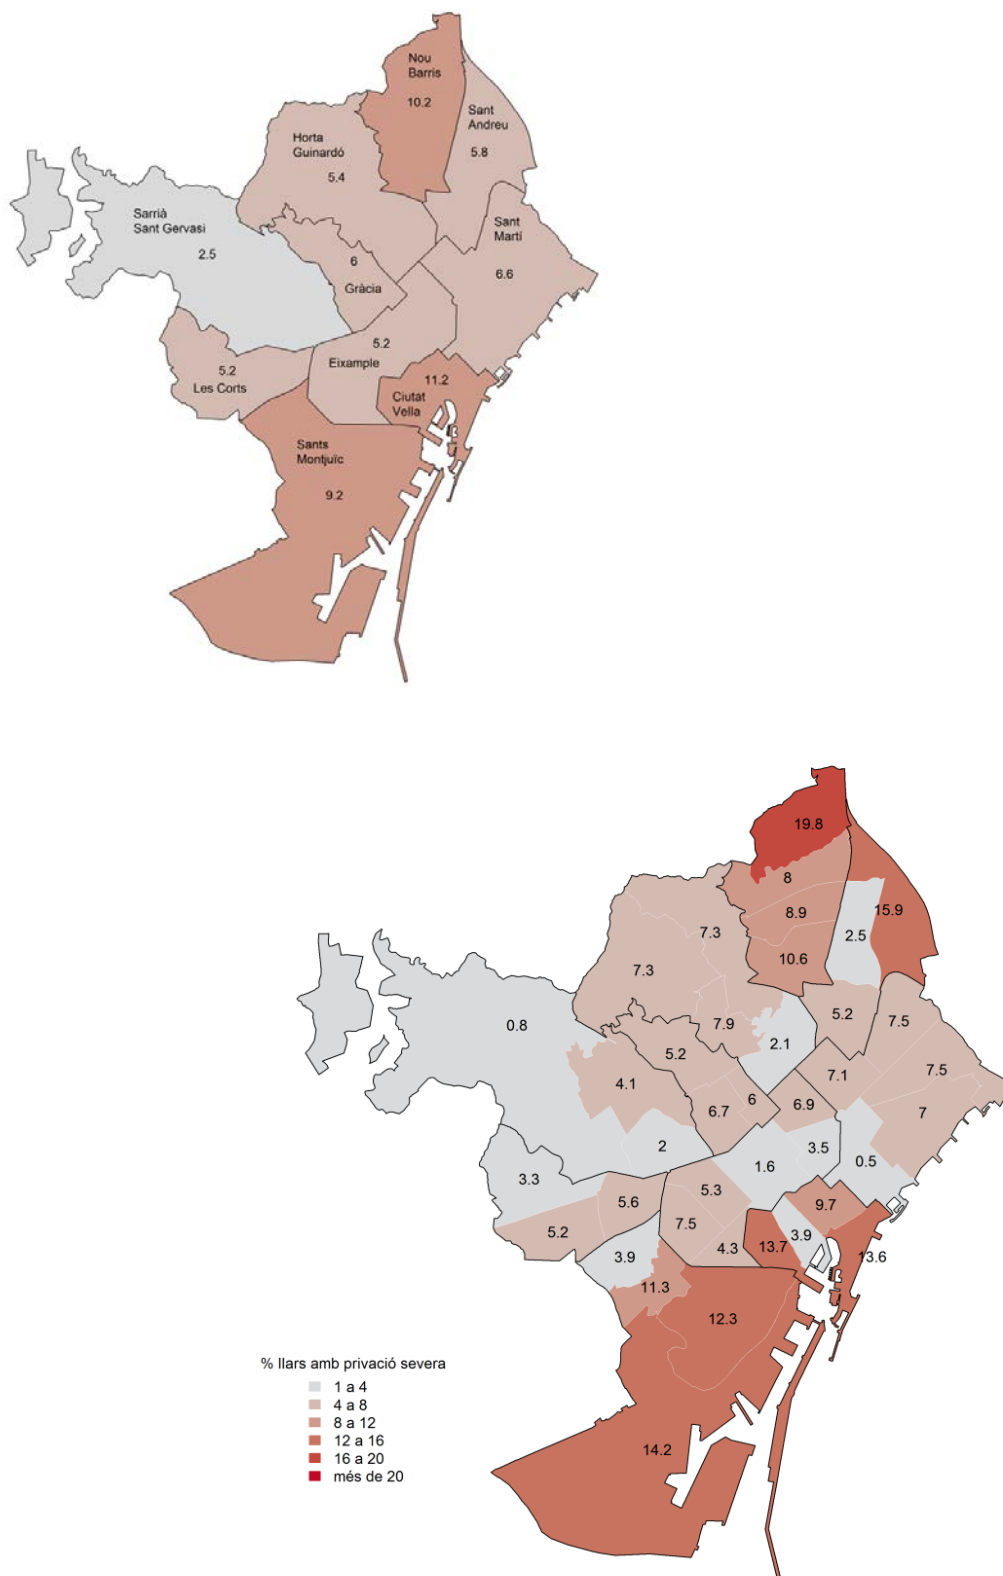 Nou
Barris
10.2
Sant
Andreu
5.8
Horta
Guinardó
5.4
Sarrià
Sant Gervasi
2.5
Sant
Martí
6.6
6
Gràcia
5.2
Eixample
5.2
Les Corts
11.2
Ciutat
Vella
Sants
Montjuïc
9.2
19.8
8
8.9
15.9
2.5
7.3
10.6
7.3
5.2
7.5
7.9
0.8
2.1
5.2
7.1
7.5
4.1
6
6.9
6.7
7
3.5
2
1.6
0.5
3.3
5.3
5.6
9.7
5.2
7.5
3.9
4.3
13.7
13.6
3.9
11.3
12.3
14.2
% llars amb privació severa
1 a 4
4 a 8
8 a 12
12 a 16
16 a 20
més de 20